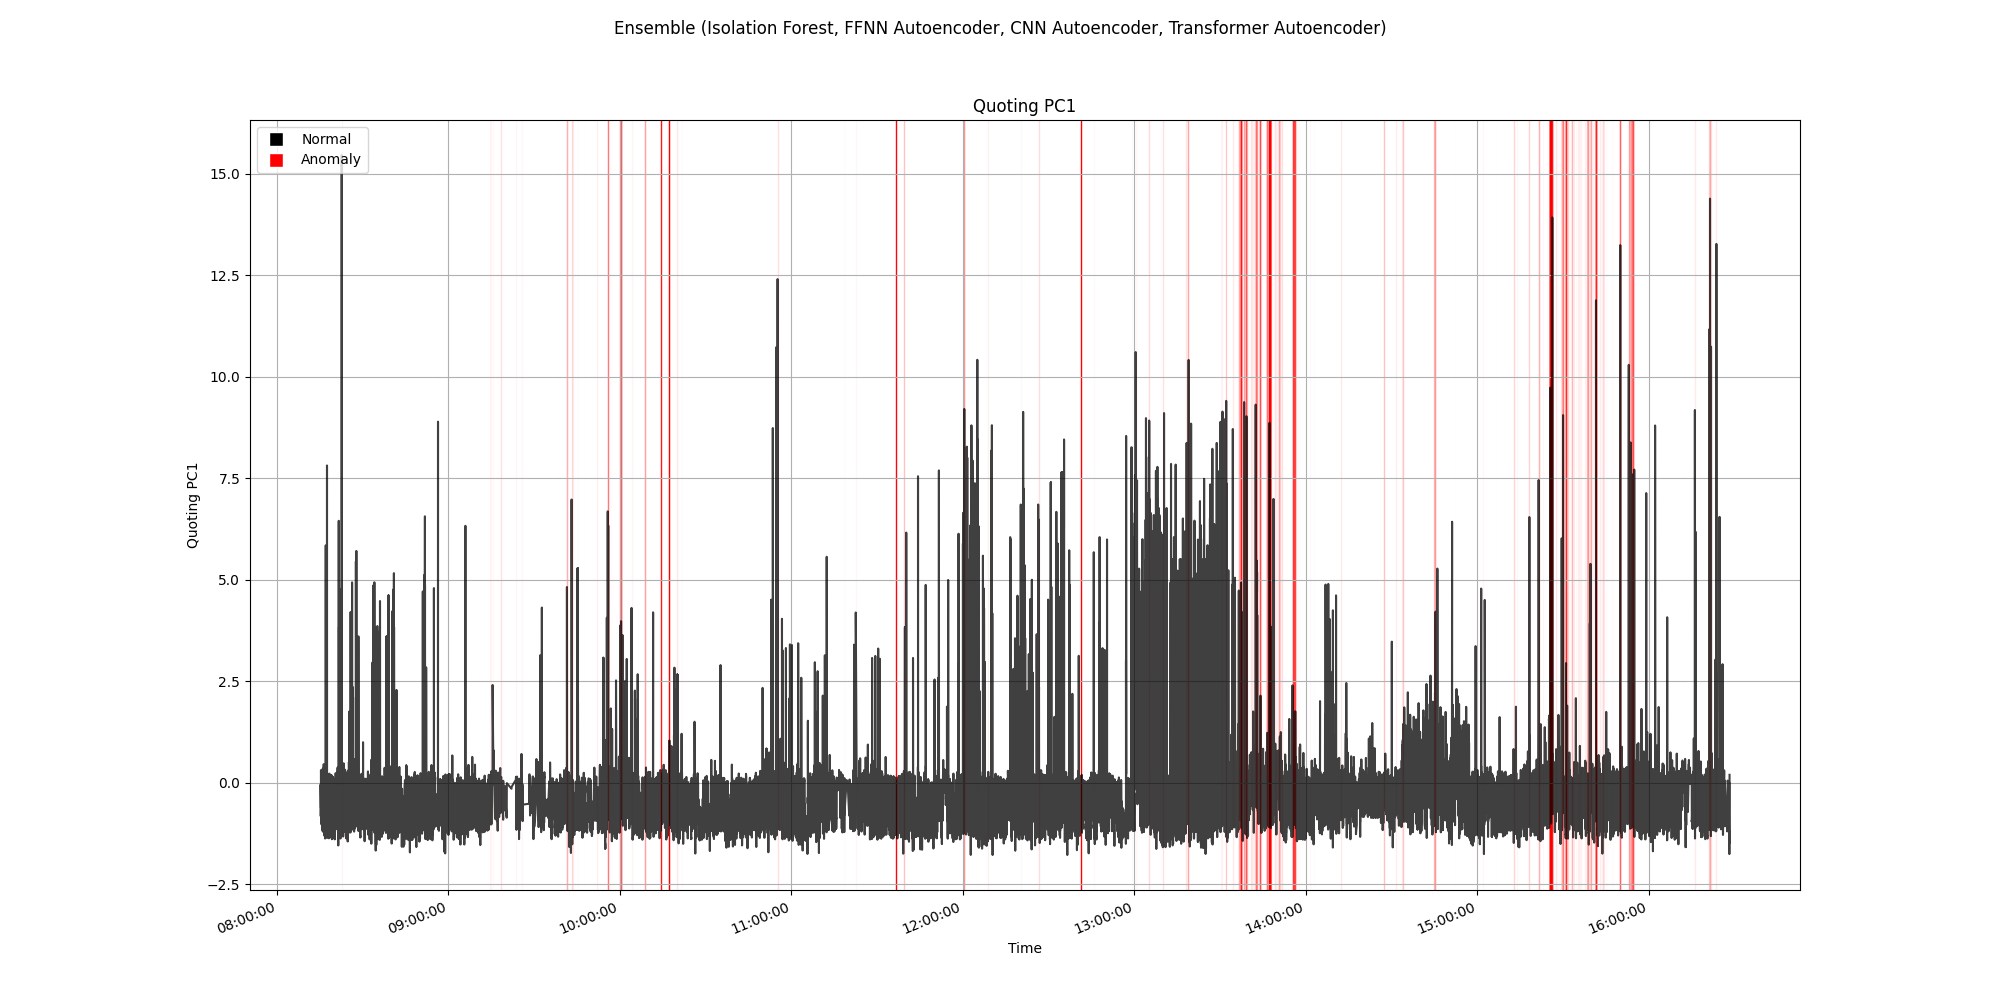 Ensemble (Isolation Forest, FFNN Autoencoder, CNN Autoencoder, Transformer Autoencoder)
Quoting PC1
Normal
Anomaly
15.0
12.5
10.0
7.5
5.0
2.5
0.0
−2.5
Quoting PC1
08:00:00
09:00:00
10:00:00
11:00:00
12:00:00
13:00:00
14:00:00
15:00:00
16:00:00
Time